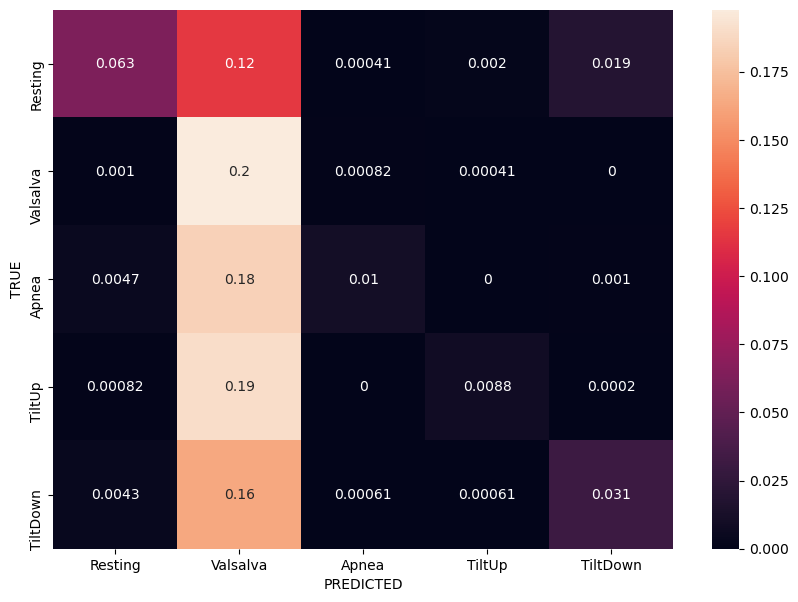 Resting 0.063 0.12 0.00041 0.002 0.019
Valsalva 0.001 0.2 0.00082 0.00041 0
Apnea 0.0047 0.18 0.01 0 0.001
TiltUp 0.00082 0.19 0 0.0088 0.0002
TiltDown 0.0043 0.16 0.00061 0.00061 0.031
TRUE
Resting Valsalva Apnea TiltUp TiltDown
PREDICTED
0.175
0.150
0.125
0.100
0.075
0.050
0.025
0.000